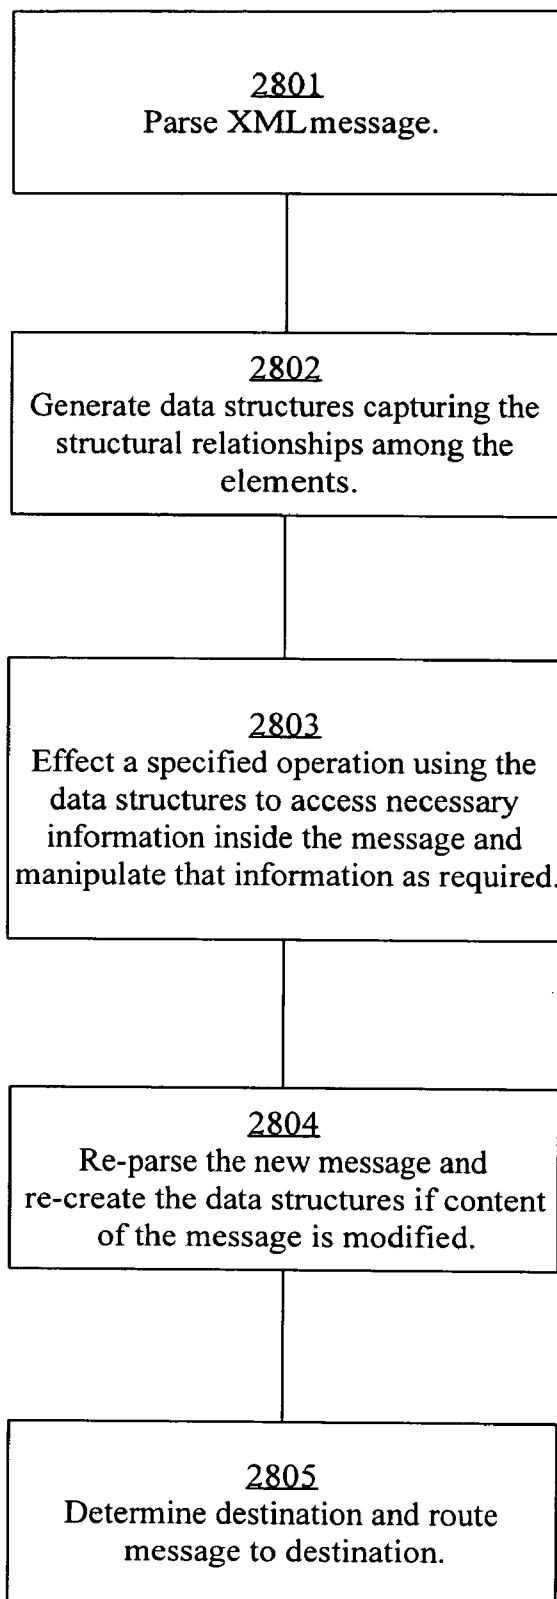 2801
Parse XML message.
2802
Generate data structures capturing the
structural relationships among the
elements.
2803
Effect a specified operation using the
data structures to access necessary
information inside the message and
manipulate that information as required.
2804
Re-parse the new message and
re-create the data structures if content
of the message is modified.
2805
Determine destination and route
message to destination.